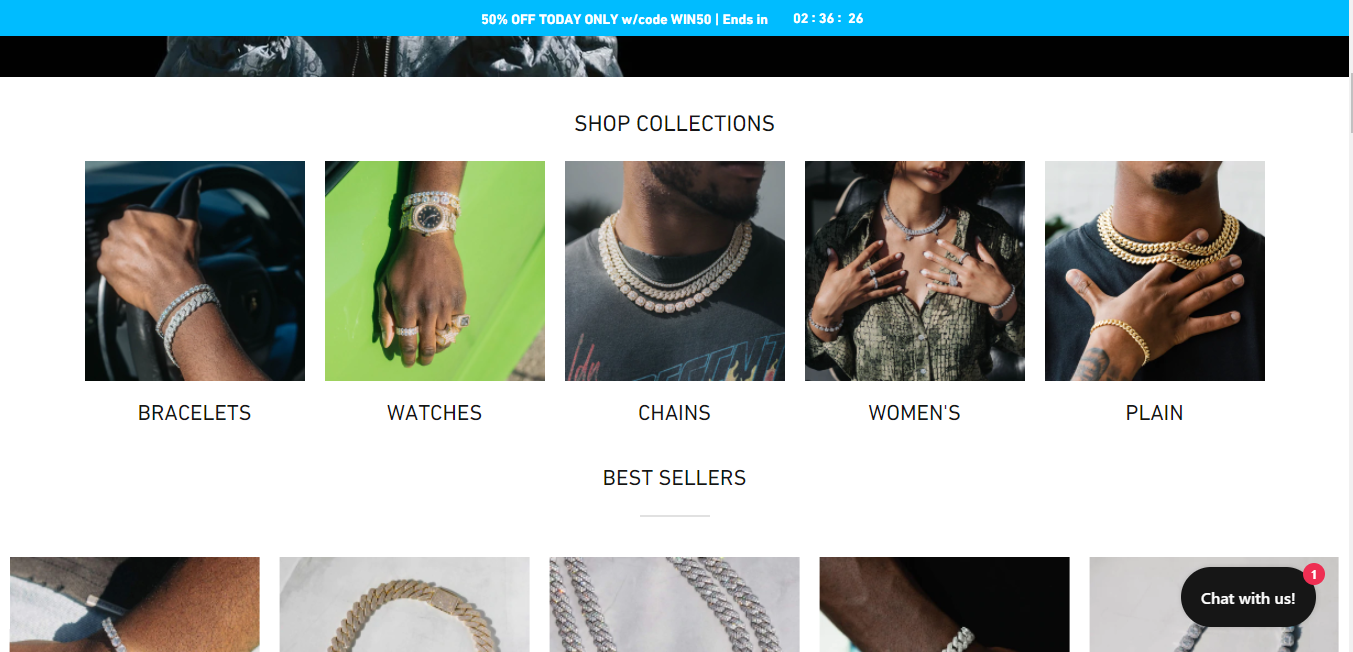 50% OFF TODAY ONLY w/code WIN50 | Ends in 02 : 36 : 26
SHOP COLLECTIONS
BRACELETS
WATCHES
CHAINS
WOMEN'S
PLAIN
BEST SELLERS
1
Chat with us!